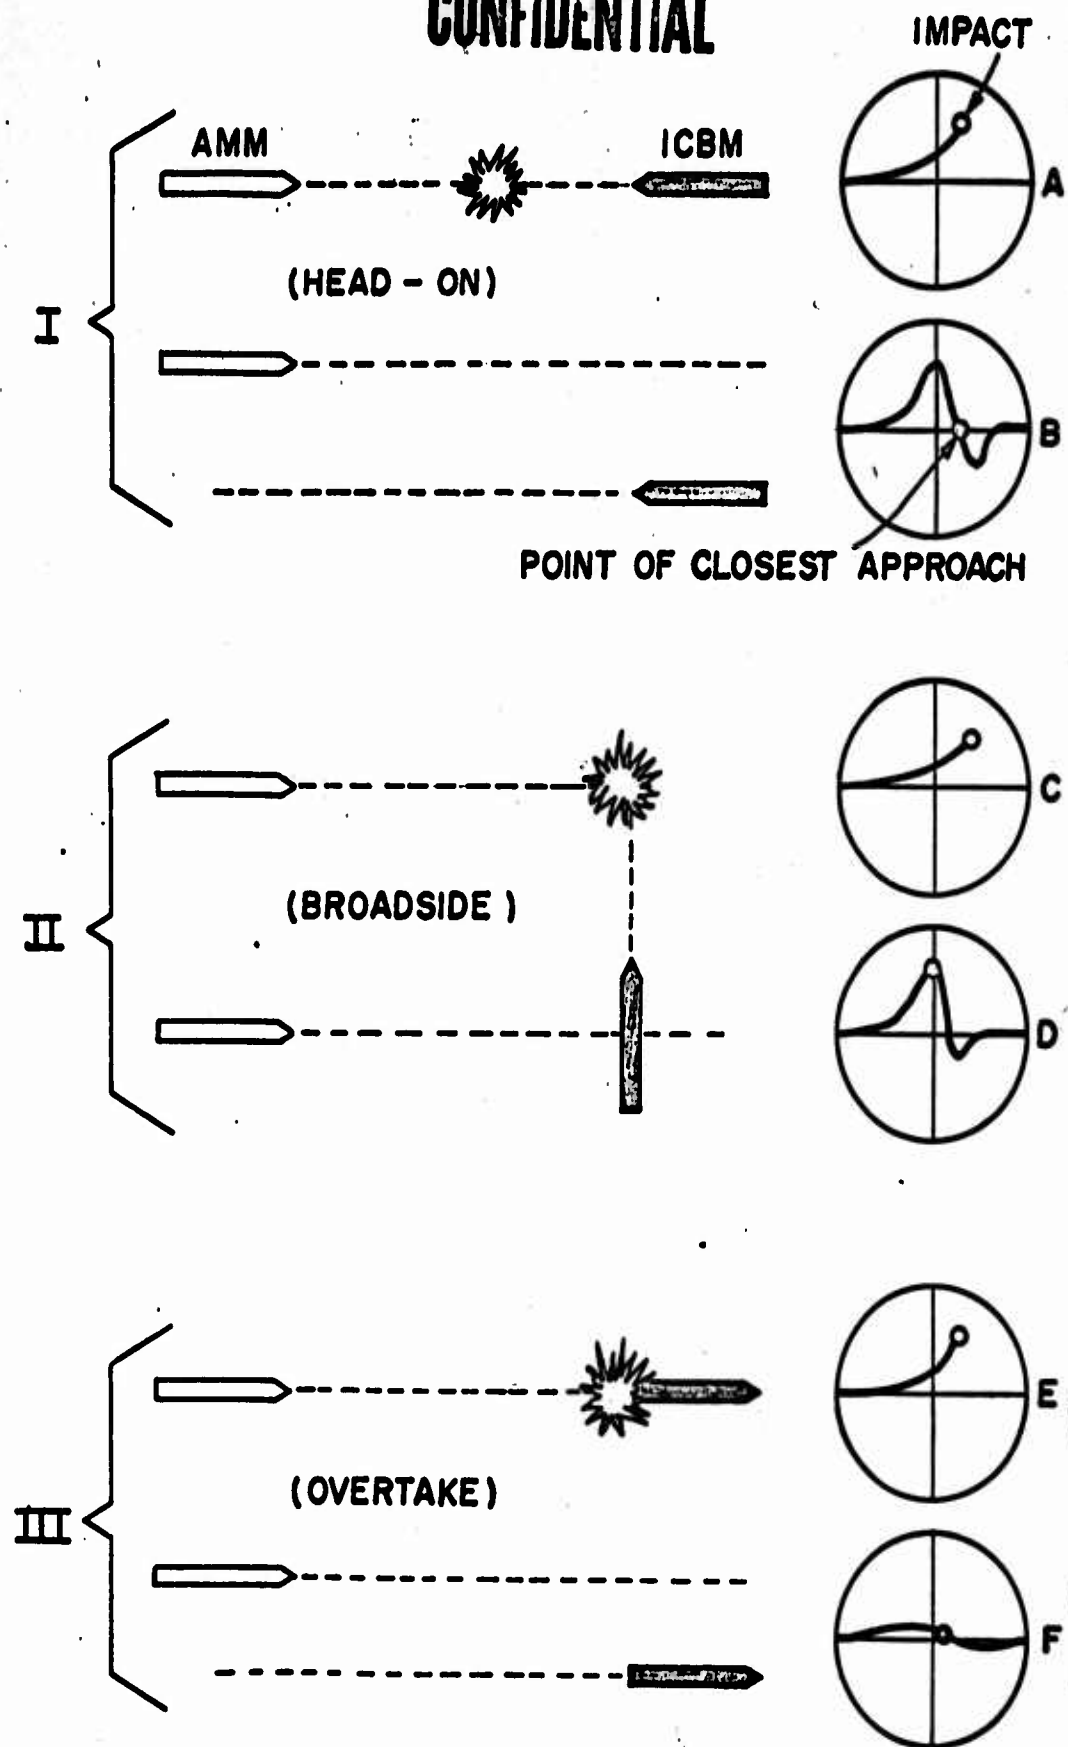 CONFIDENTIAL
IMPACT
AMM
ICBM
A
(HEAD - ON)
I
B
POINT OF CLOSEST APPROACH
C
(BROADSIDE )
II
D
E
(OVERTAKE)
III
F